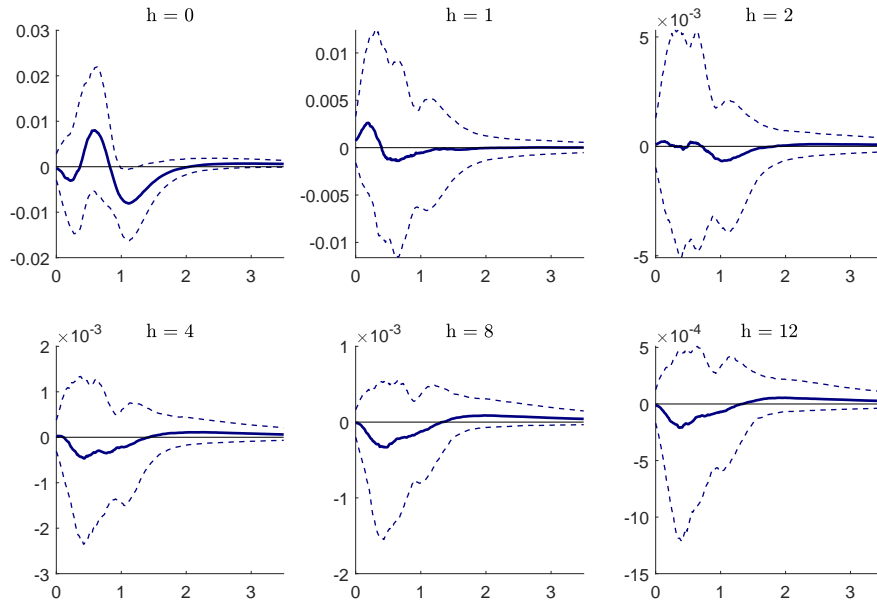 h = 0
0.03
0.02
0.01
0
-0.01
-0.02
0 1 2 3
h = 1
0.01
0.005
0
-0.005
-0.01
0 1 2 3
h = 2
×10-3
5
0
-5
0 1 2 3
h = 4
×10-3
2
1
0
-1
-2
-3
0 1 2 3
h = 8
×10-3
1
0
-1
-2
0 1 2 3
h = 12
×10-4
5
0
-5
-10
-15
0 1 2 3